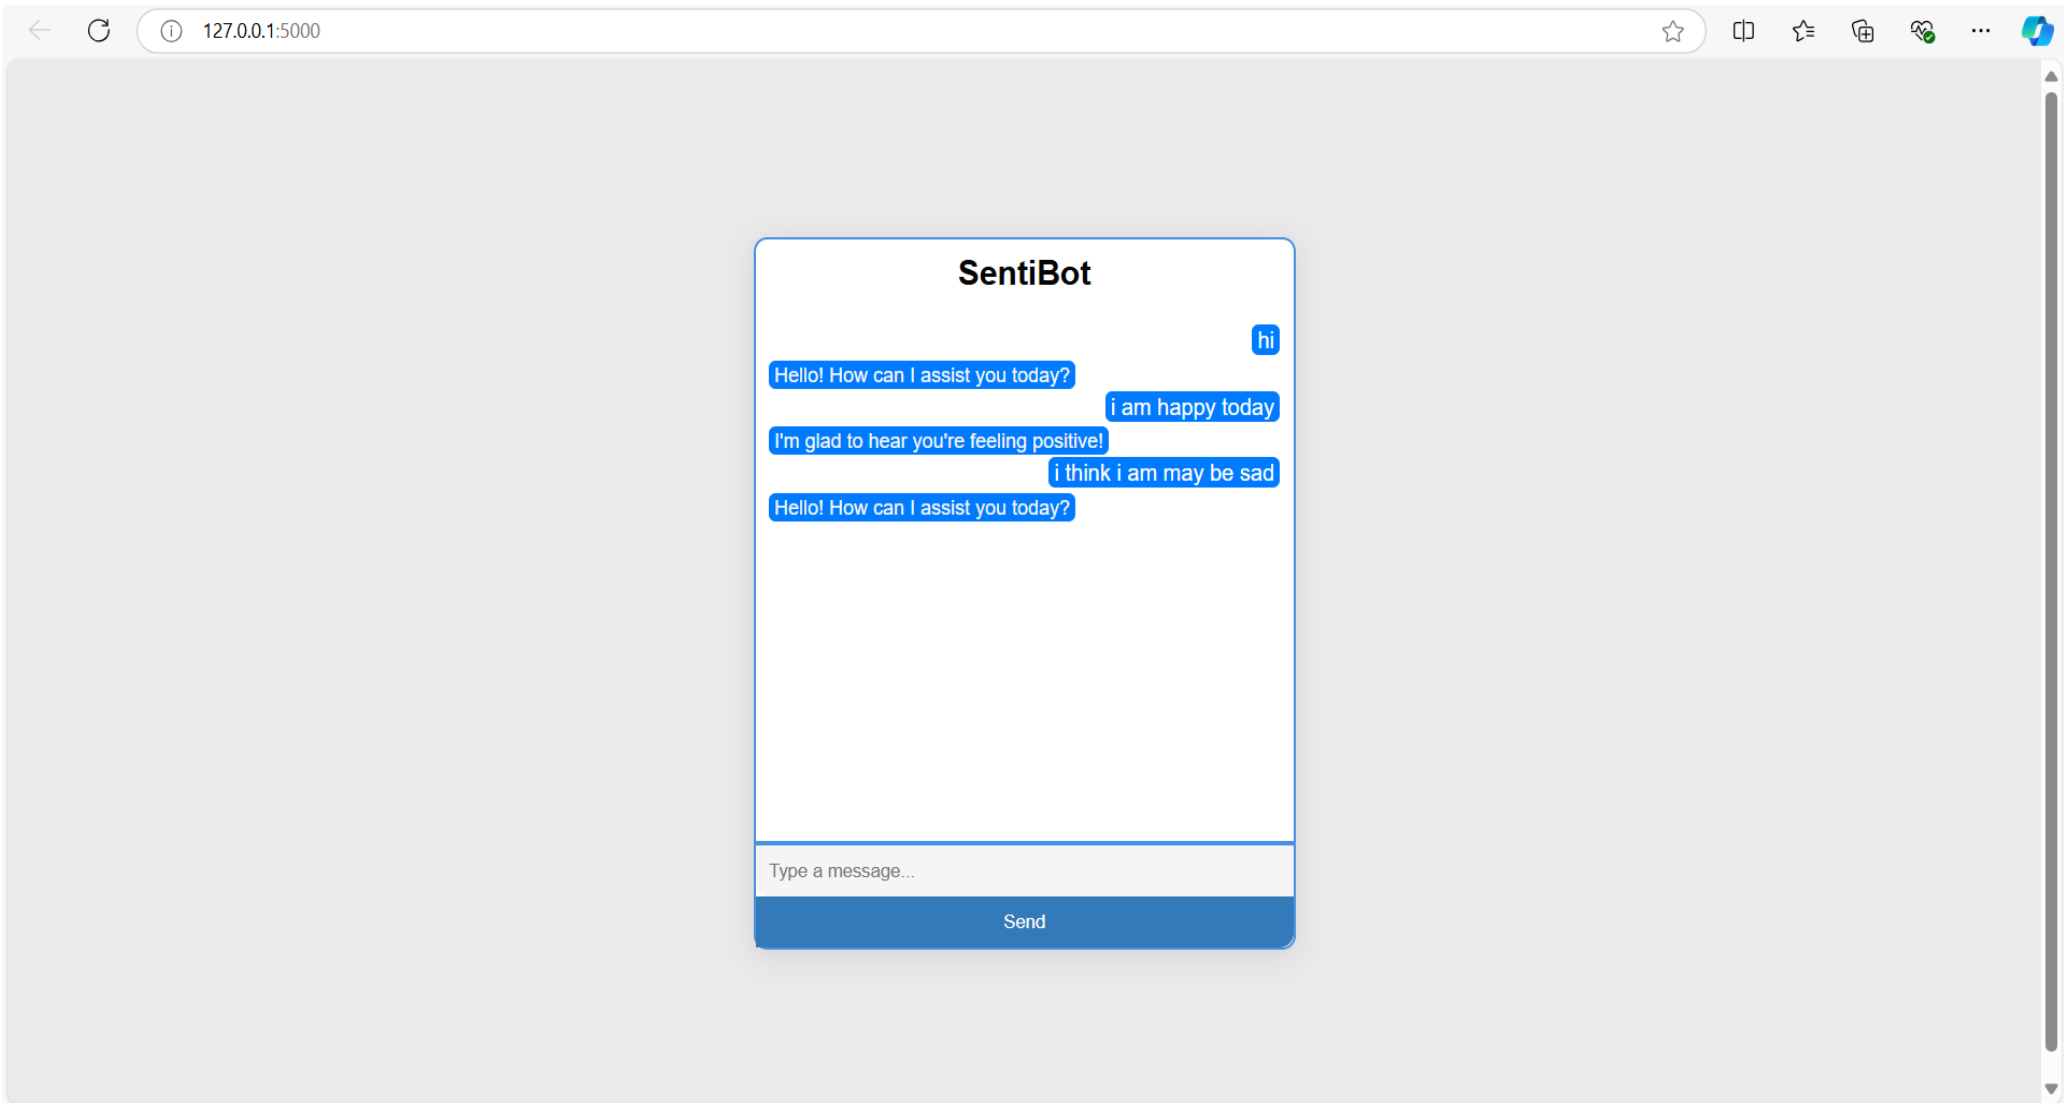 127.0.0.1:5000
SentiBot
hi
Hello! How can I assist you today?
i am happy today
I'm glad to hear you're feeling positive!
i think i am may be sad
Hello! How can I assist you today?
Type a message...
Send